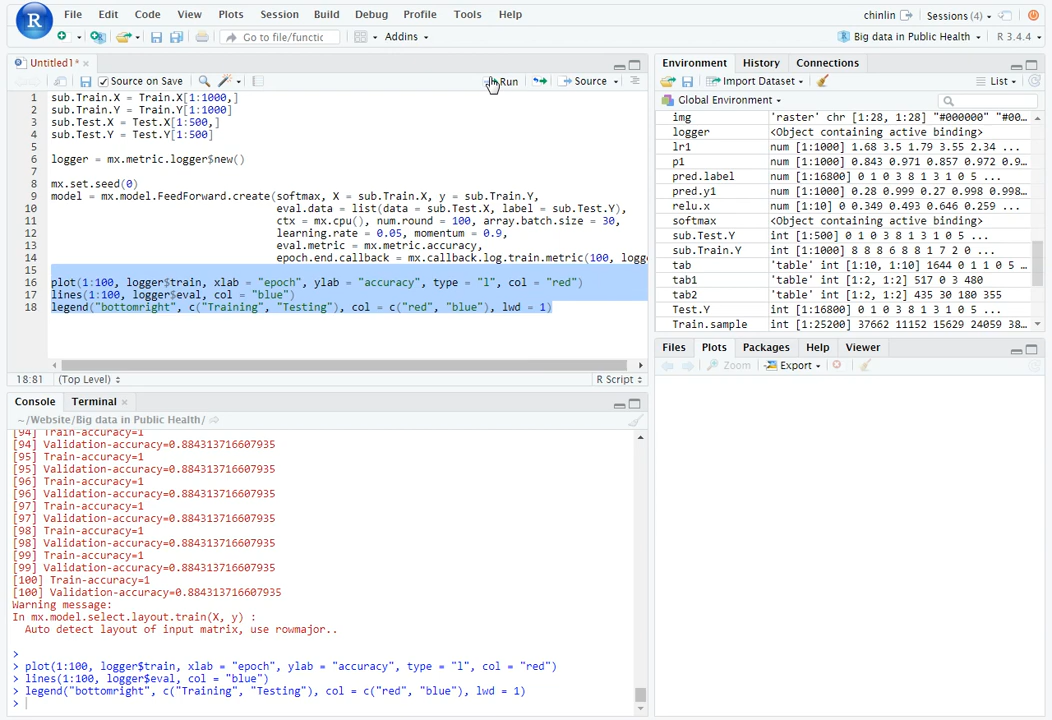 File Edit Code View Plots Session Build Debug Profile Tools Help
chinlin Sessions (4)
Go to file/functic Addins
Big data in Public Health R 3.4.4
Untitled1*
Source on Save Run Source
1 sub.Train.X = Train.X[1:1000,]
2 sub.Train.Y = Train.Y[1:1000]
3 sub.Test.X = Test.X[1:500,]
4 sub.Test.Y = Test.Y[1:500]
5
6 logger = mx.metric.logger$new()
7
8 mx.set.seed(0)
9 model = mx.model.FeedForward.create(softmax, X = sub.Train.X, y = sub.Train.Y,
10 eval.data = list(data = sub.Test.X, label = sub.Test.Y),
11 ctx = mx.cpu(), num.round = 100, array.batch.size = 30,
12 learning.rate = 0.05, momentum = 0.9,
13 eval.metric = mx.metric.accuracy,
14 epoch.end.callback = mx.callback.log.train.metric(100, logg
15
16 plot(1:100, logger$train, xlab = "epoch", ylab = "accuracy", type = "l", col = "red")
17 lines(1:100, logger$eval, col = "blue")
18 legend("bottomright", c("Training", "Testing"), col = c("red", "blue"), lwd = 1)
18:81 (Top Level) R Script
Console Terminal
~/Website/Big data in Public Health/
[94] Train-accuracy=1
[94] Validation-accuracy=0.884313716607935
[95] Train-accuracy=1
[95] Validation-accuracy=0.884313716607935
[96] Train-accuracy=1
[96] Validation-accuracy=0.884313716607935
[97] Train-accuracy=1
[97] Validation-accuracy=0.884313716607935
[98] Train-accuracy=1
[98] Validation-accuracy=0.884313716607935
[99] Train-accuracy=1
[99] Validation-accuracy=0.884313716607935
[100] Train-accuracy=1
[100] Validation-accuracy=0.884313716607935
Warning message:
In mx.model.select.layout.train(X, y) :
Auto detect layout of input matrix, use rowmajor..
>
> plot(1:100, logger$train, xlab = "epoch", ylab = "accuracy", type = "l", col = "red")
> lines(1:100, logger$eval, col = "blue")
> legend("bottomright", c("Training", "Testing"), col = c("red", "blue"), lwd = 1)
>
Environment History Connections
Import Dataset List
Global Environment
img 'raster' chr [1:28, 1:28] "#000000" "#00…
logger <Object containing active binding>
lr1 num [1:1000] 1.68 3.5 1.79 3.55 2.34 ...
p1 num [1:1000] 0.843 0.971 0.857 0.972 0.9…
pred.label num [1:16800] 0 1 0 3 8 1 3 1 0 5 ...
pred.y1 num [1:1000] 0.28 0.999 0.27 0.998 0.998…
relu.x num [1:10] 0 0.349 0.493 0.646 0.259 ...
softmax <Object containing active binding>
sub.Test.Y int [1:500] 0 1 0 3 8 1 3 1 0 5 ...
sub.Train.Y int [1:1000] 8 8 8 6 8 8 1 7 2 0 ...
tab 'table' int [1:10, 1:10] 1644 0 1 1 0 5 …
tab1 'table' int [1:2, 1:2] 517 0 3 480
tab2 'table' int [1:2, 1:2] 435 30 180 355
Test.Y int [1:16800] 0 1 0 3 8 1 3 1 0 5 ...
Train.sample int [1:25200] 37662 11152 15629 24059 38…
Files Plots Packages Help Viewer
Zoom Export